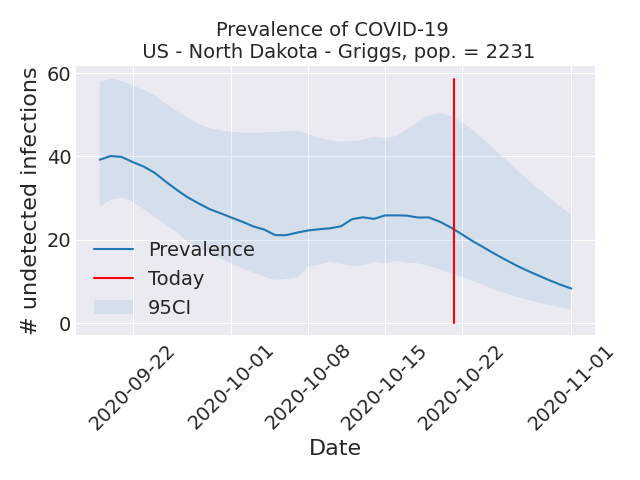 Prevalence of COVID-19
US - North Dakota - Griggs, pop. = 2231
# undetected infections
60
40
20
0
Prevalence
Today
95CI
2020-09-22
2020-10-01
2020-10-08
2020-10-15
2020-10-22
2020-11-01
Date